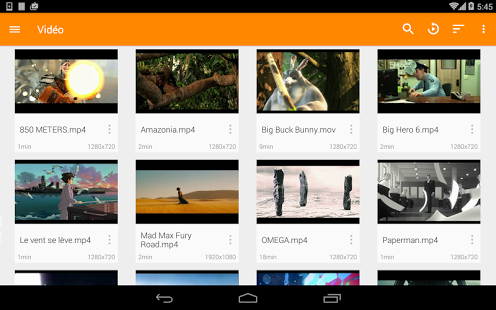 5:45
Vidéo
850 METERS.mp4
1min 1280x720
Amazonia.mp4
2min 1280x720
Big Buck Bunny.mov
9min 1280x720
Big Hero 6.mp4
2min 1280x720
Le vent se lève.mp4
1min 1280x720
Mad Max Fury
Road.mp4
2min 1920x1080
OMEGA.mp4
18min 1280x720
Paperman.mp4
1min 1280x720